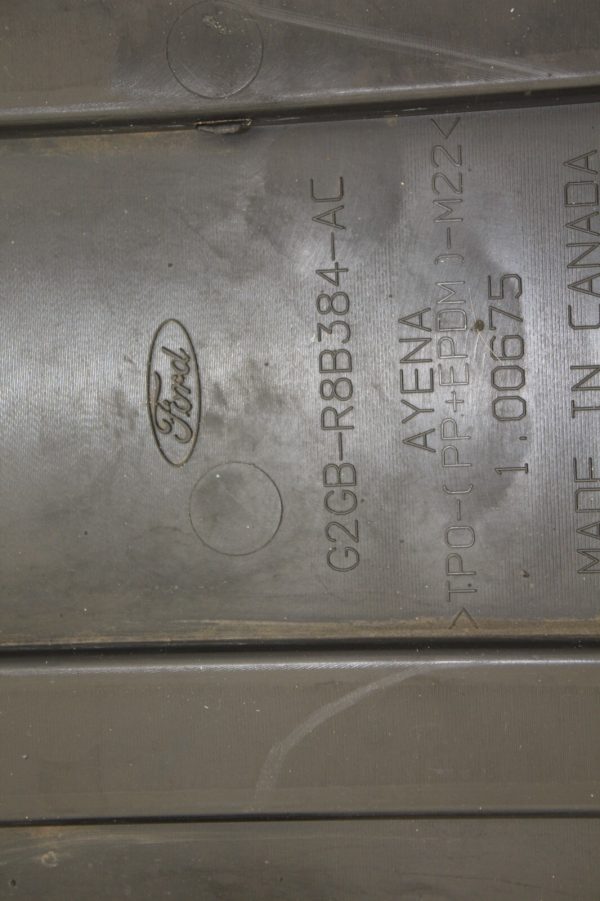 Ford
G2GB-R8B384-AC
AYENA
>TPO-(PP+EPDM)-M22<
1.00675
MADE IN CANADA